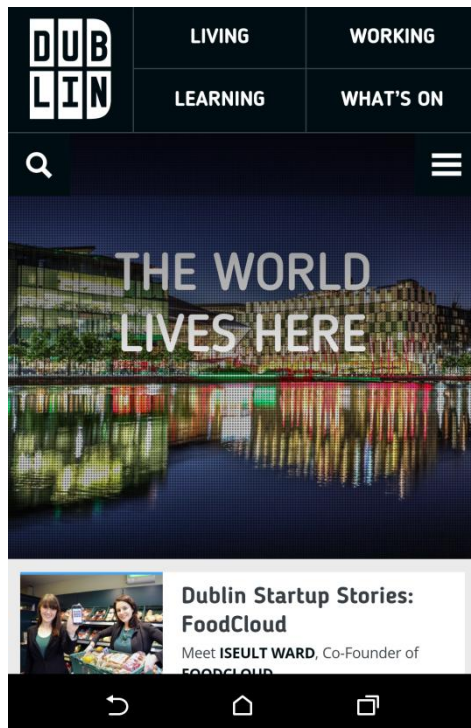 DUB
LIN
LIVING
WORKING
LEARNING
WHAT'S ON
THE WORLD
LIVES HERE
Dublin Startup Stories:
FoodCloud
Meet ISEULT WARD, Co-Founder of
FOODCLOUD